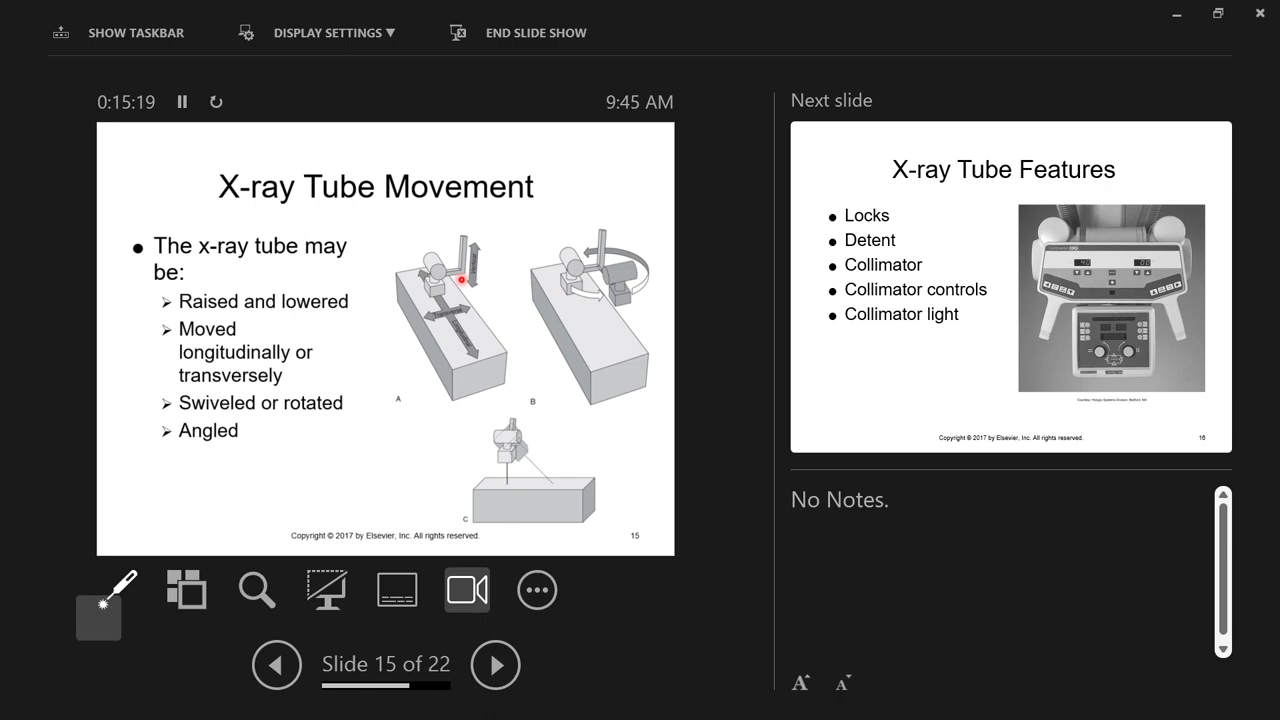 SHOW TASKBAR
DISPLAY SETTINGS ▼
END SLIDE SHOW
0:15:19
9:45 AM
X-ray Tube Movement
● The x-ray tube may
be:
➢ Raised and lowered
➢ Moved
longitudinally or
transversely
➢ Swiveled or rotated
➢ Angled
Vertical
Transverse
Longitudinal
A
B
C
Copyright © 2017 by Elsevier, Inc. All rights reserved.
15
Slide 15 of 22
Next slide
X-ray Tube Features
● Locks
● Detent
● Collimator
● Collimator controls
● Collimator light
Copyright © 2017 by Elsevier, Inc. All rights reserved.
16
No Notes.
A A